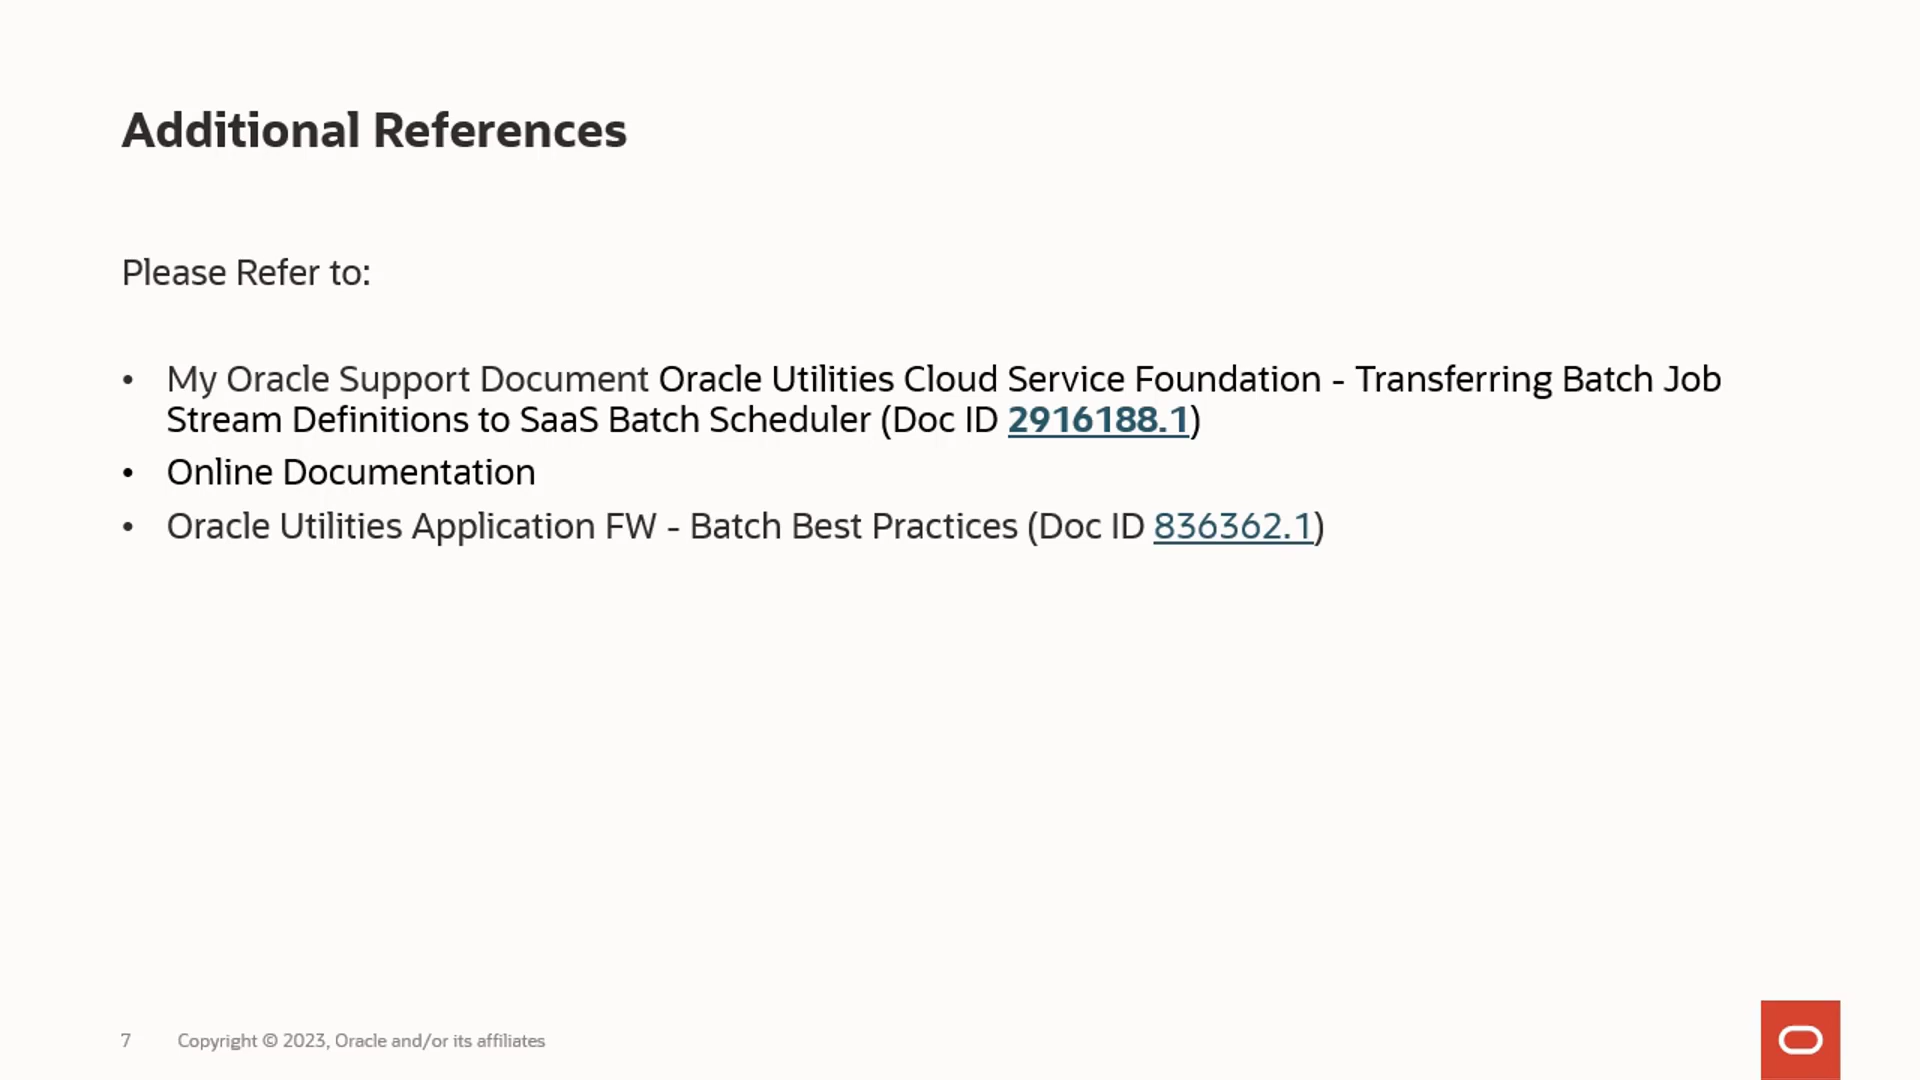 Additional References
Please Refer to:
• My Oracle Support Document Oracle Utilities Cloud Service Foundation - Transferring Batch Job
Stream Definitions to SaaS Batch Scheduler (Doc ID 2916188.1)
• Online Documentation
• Oracle Utilities Application FW - Batch Best Practices (Doc ID 836362.1)
7 Copyright © 2023, Oracle and/or its affiliates